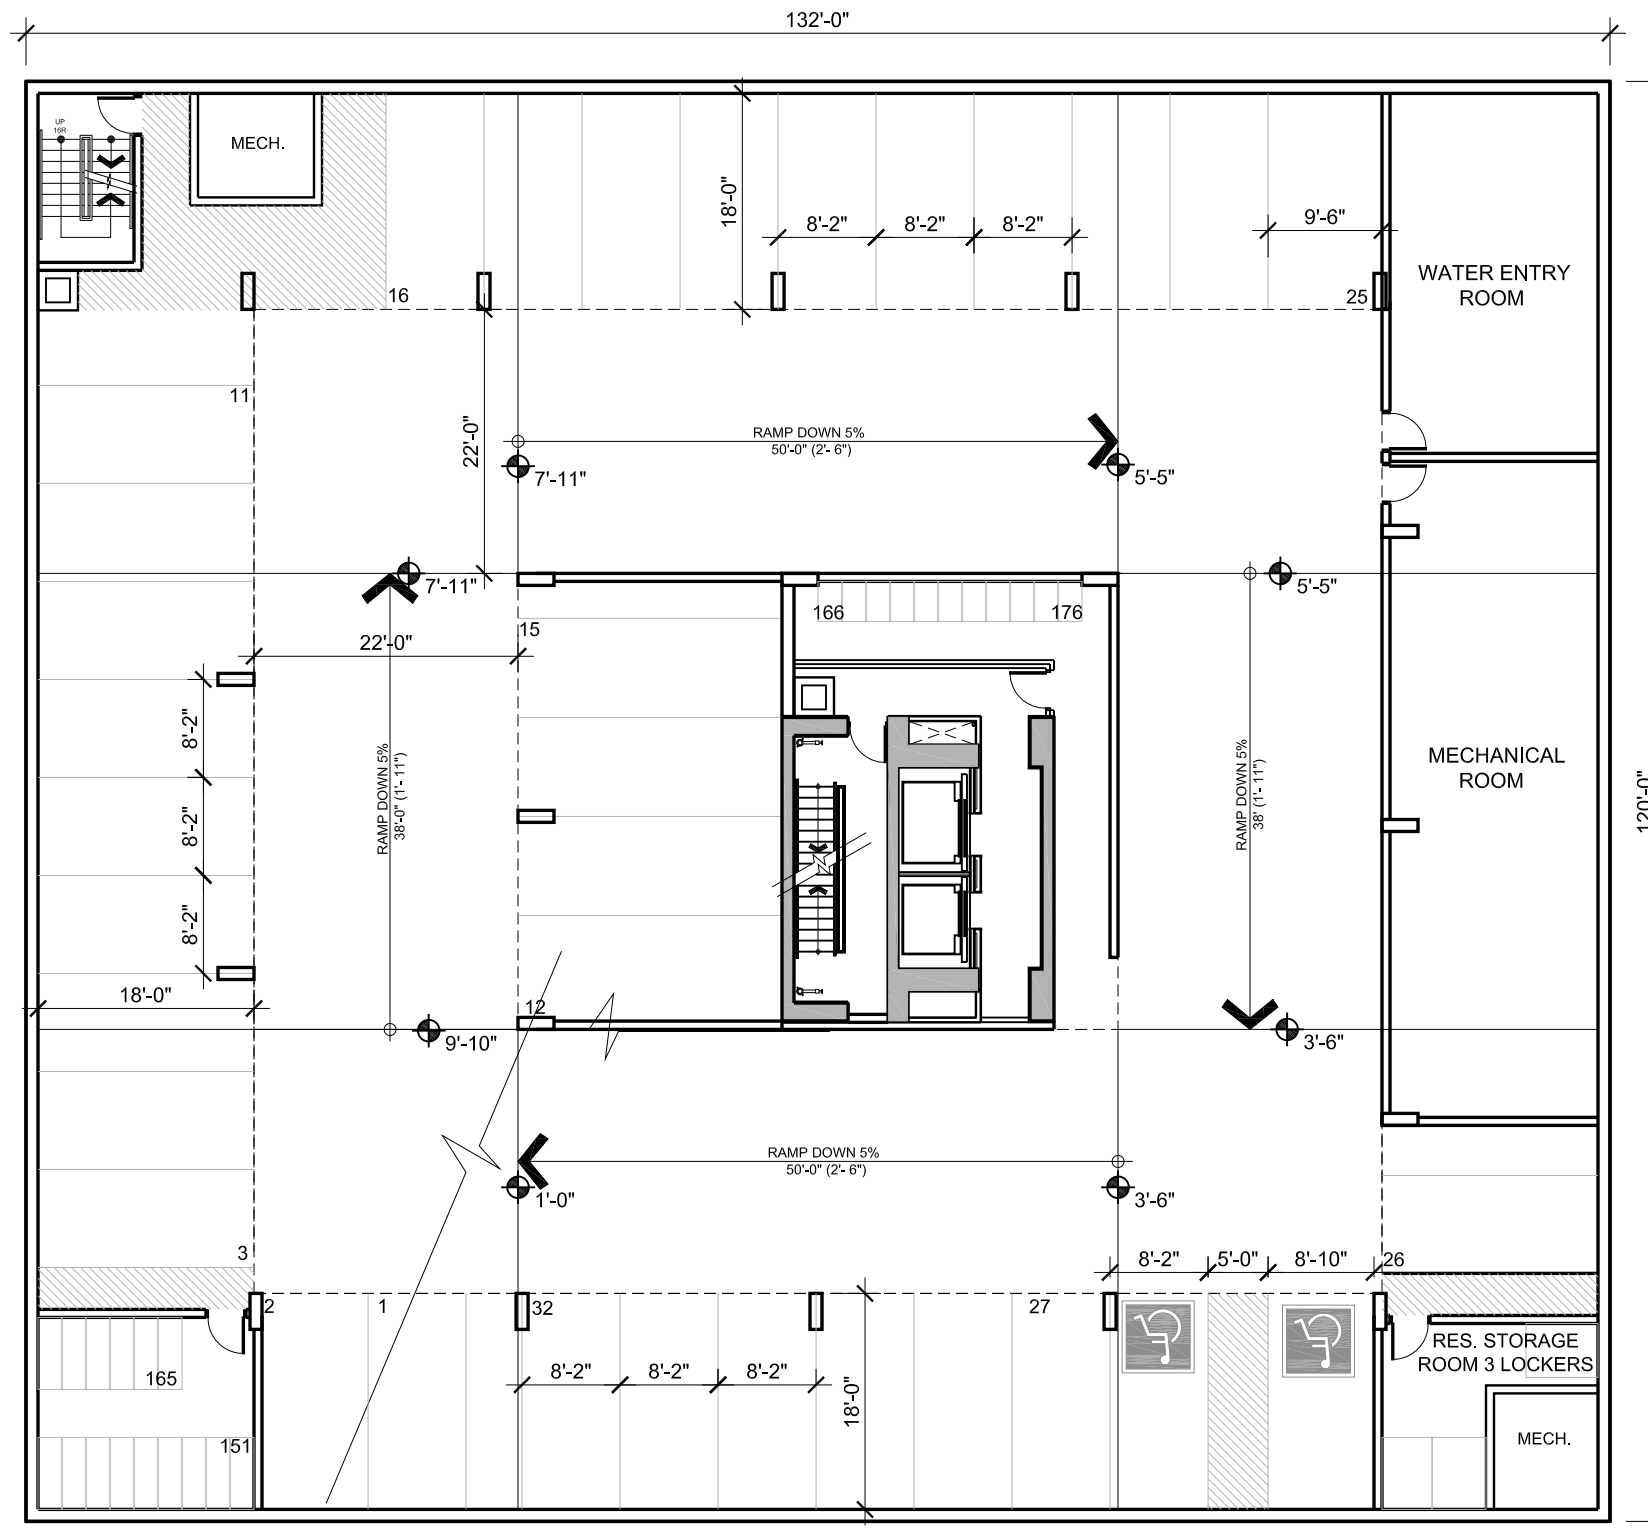 132'-0"
UP
16R
MECH.
18'-0"
8'-2"
8'-2"
8'-2"
9'-6"
WATER ENTRY
ROOM
16
25
11
22'-0"
RAMP DOWN 5%
50'-0" (2'- 6")
7'-11"
5'-5"
7'-11"
5'-5"
166
176
15
22'-0"
8'-2"
8'-2"
8'-2"
RAMP DOWN 5%
38'-0" (1'- 11")
RAMP DOWN 5%
38' (1'- 11")
MECHANICAL
ROOM
120'-0"
18'-0"
12
9'-10"
3'-6"
RAMP DOWN 5%
50'-0" (2'- 6")
1'-0"
3'-6"
3
8'-2"
5'-0"
8'-10"
26
2
1
32
27
RES. STORAGE
ROOM 3 LOCKERS
165
8'-2"
8'-2"
8'-2"
18'-0"
151
MECH.